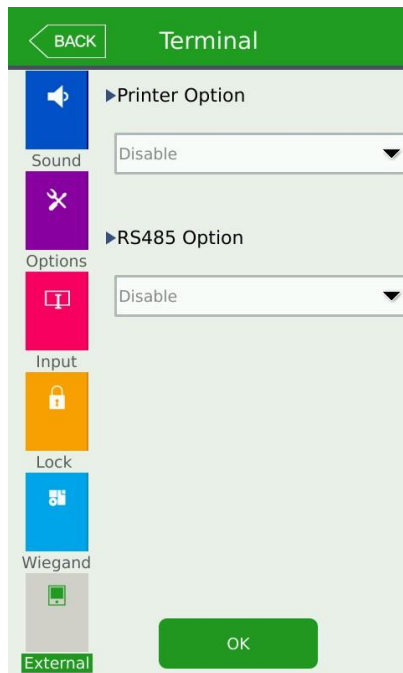 BACK
Terminal
Printer Option
Disable
Sound
RS485 Option
Options
Disable
Input
Lock
Wiegand
OK
External